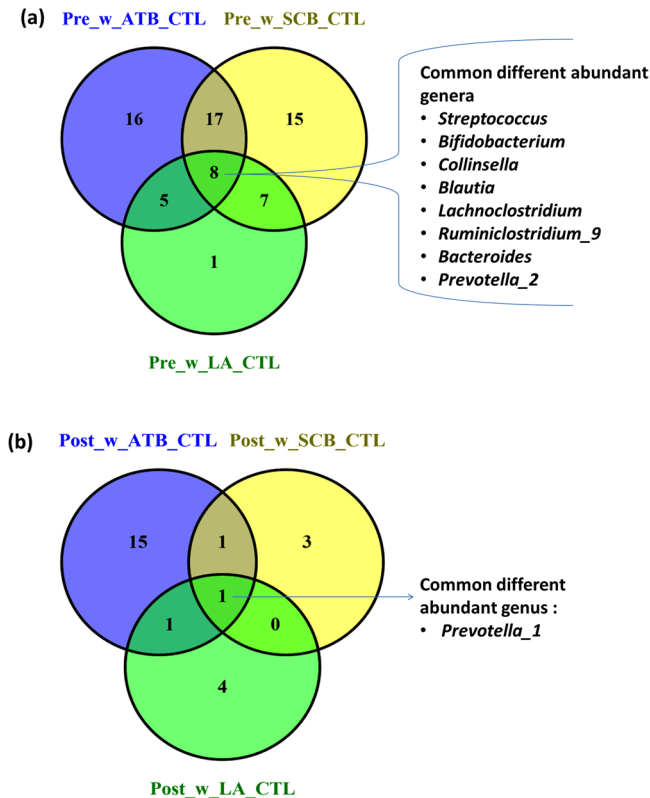 (a)
Pre_w_ATB_CTL Pre_w_SCB_CTL
16 17 15
8
5 7
1
Pre_w_LA_CTL
Common different abundant
genera
• Streptococcus
• Bifidobacterium
• Collinsella
• Blautia
• Lachnoclostridium
• Ruminiclostridium_9
• Bacteroides
• Prevotella_2
(b)
Post_w_ATB_CTL Post_w_SCB_CTL
15 1 3
1
1 0
4
Post_w_LA_CTL
Common different
abundant genus :
• Prevotella_1